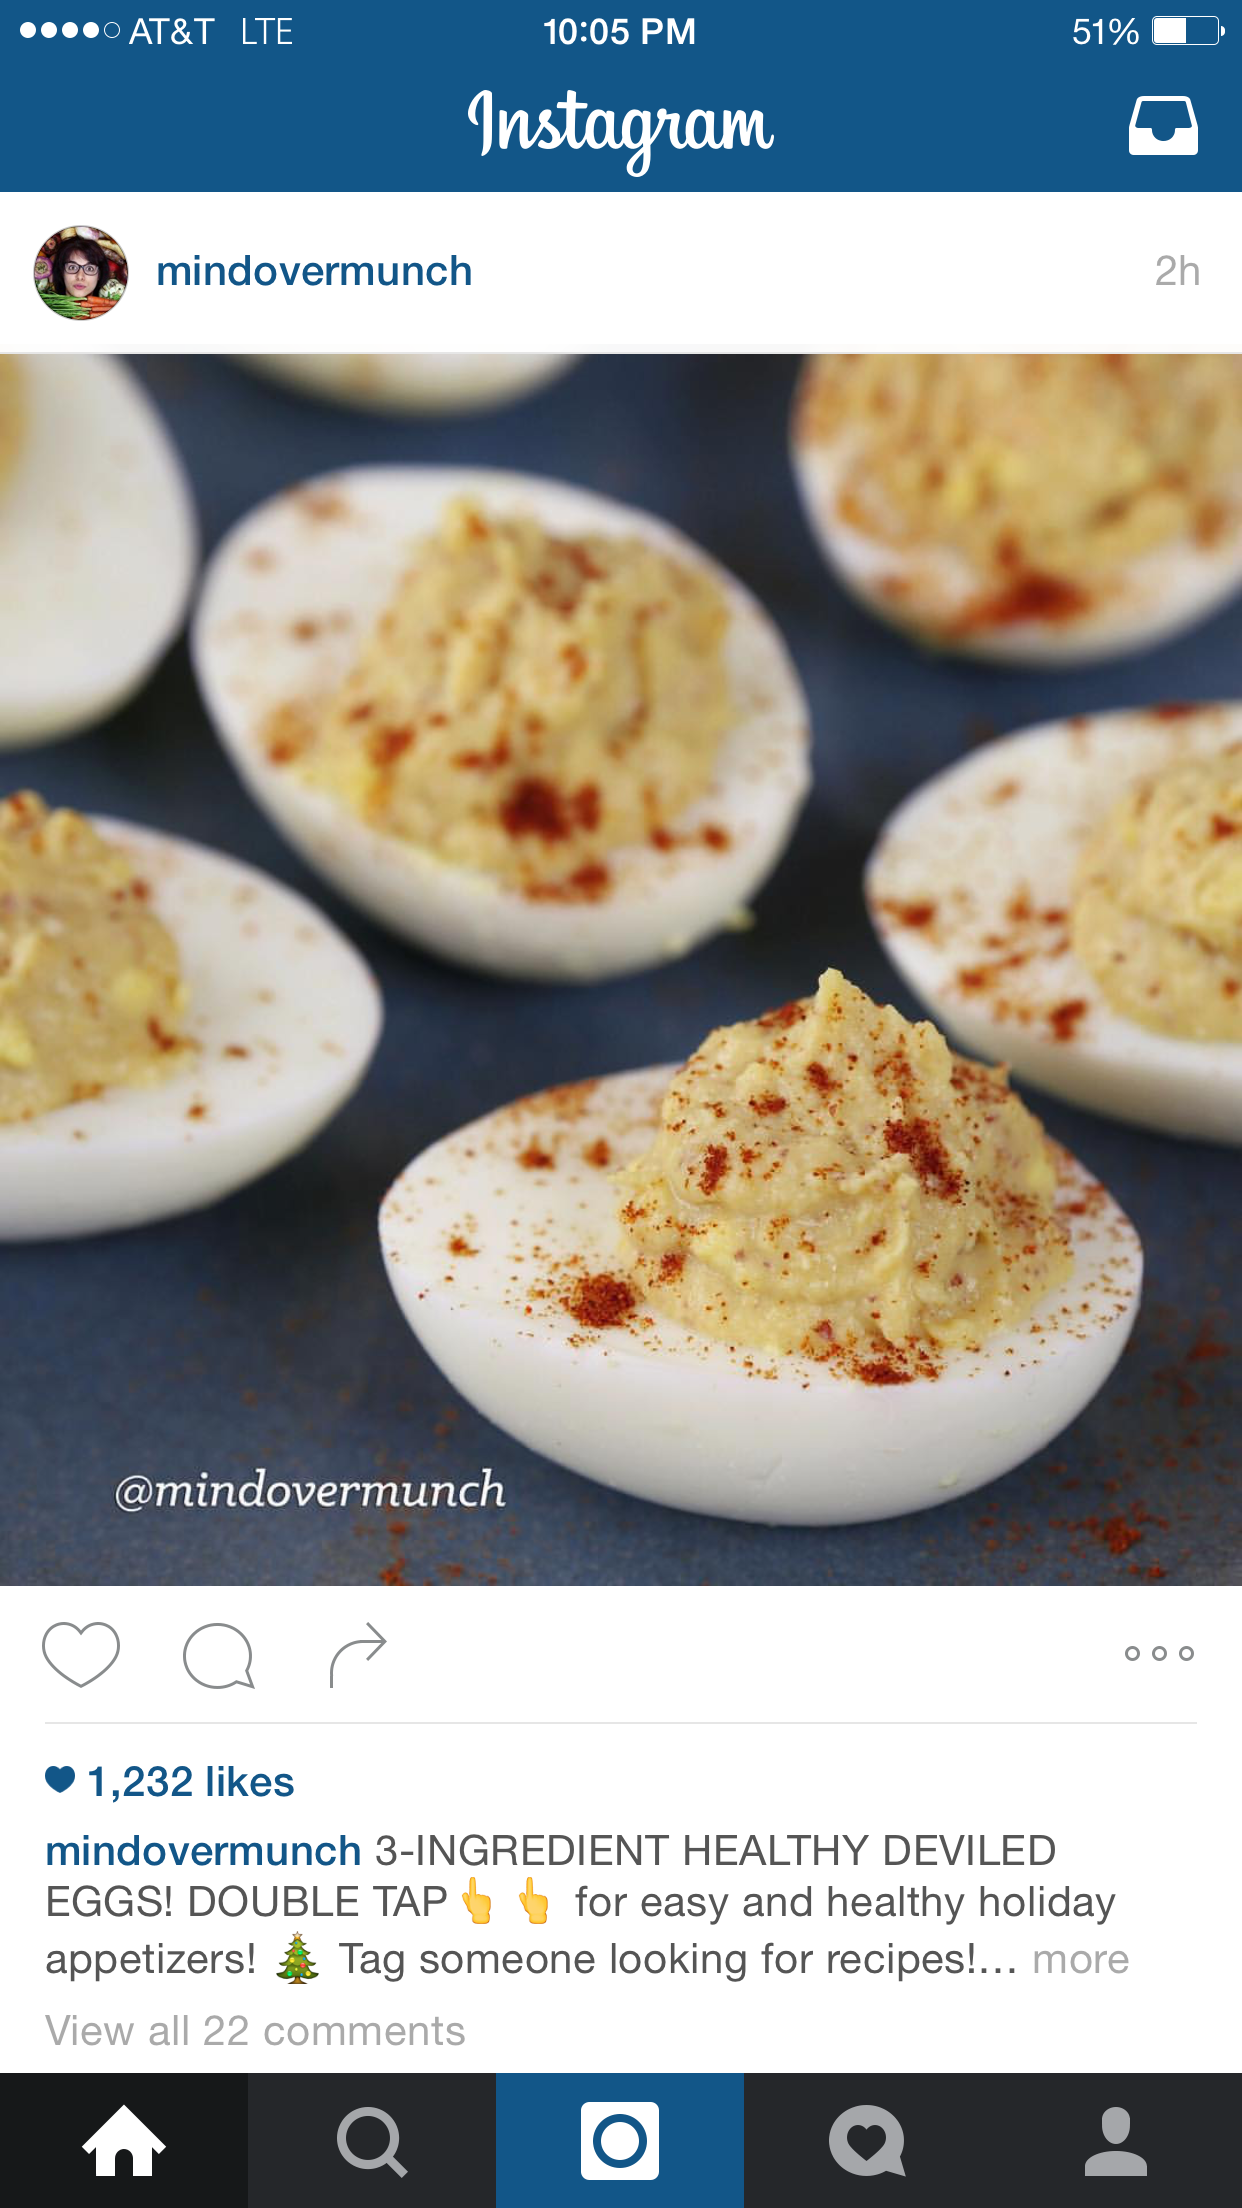 AT&T LTE 10:05 PM 51%
Instagram
mindovermunch 2h
@mindovermunch
1,232 likes
mindovermunch 3-INGREDIENT HEALTHY DEVILED
EGGS! DOUBLE TAP👆👆 for easy and healthy holiday
appetizers! 🎄 Tag someone looking for recipes!... more
View all 22 comments